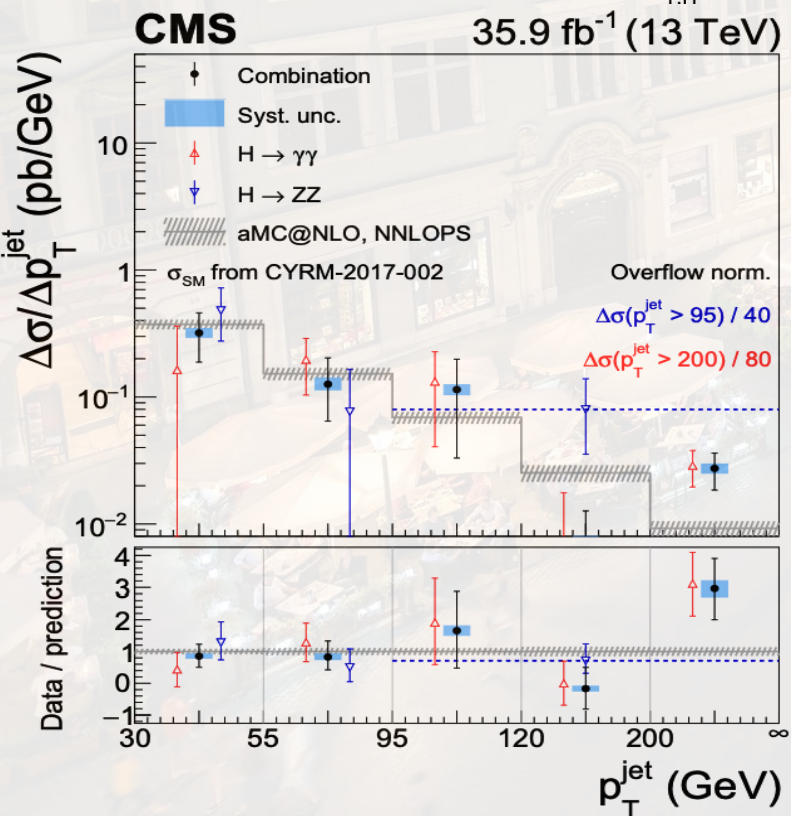 CMS 35.9 fb⁻¹ (13 TeV)
Δσ/Δp_T^jet (pb/GeV)
Combination
Syst. unc.
H → γγ
H → ZZ
aMC@NLO, NNLOPS
σ_SM from CYRM-2017-002
Overflow norm.
Δσ(p_T^jet > 95) / 40
Δσ(p_T^jet > 200) / 80
10
1
10⁻¹
10⁻²
Data / prediction
4
3
2
1
0
−1
30 55 95 120 200 ∞
p_T^jet (GeV)